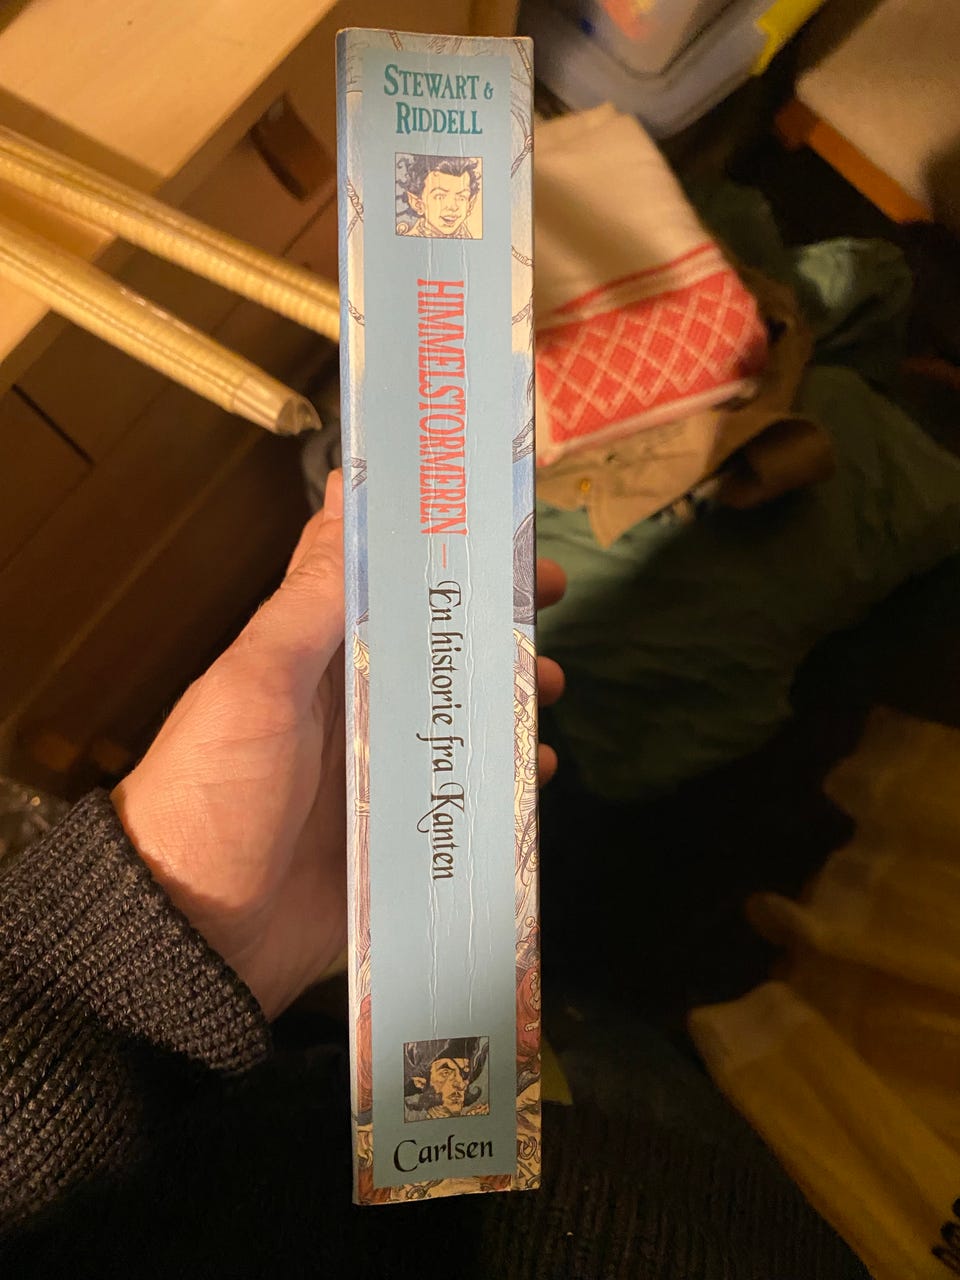 STEWART &
RIDDELL
HIMMELSTORMEREN – En historie fra Kanten
Carlsen